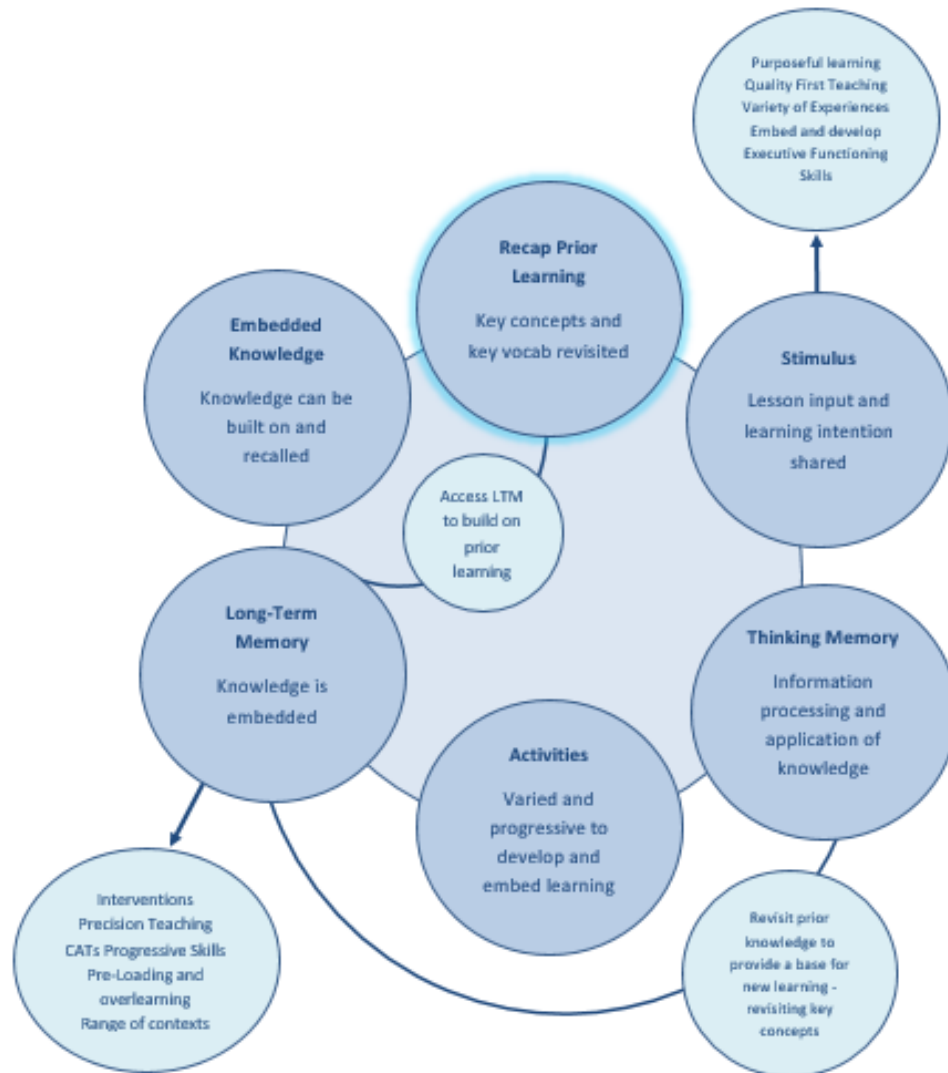 Purposeful learning
Quality First Teaching
Variety of Experiences
Embed and develop
Executive Functioning
Skills
Recap Prior
Learning
Key concepts and
key vocab revisited
Embedded
Knowledge
Knowledge can be
built on and
recalled
Stimulus
Lesson input and
learning intention
shared
Access LTM
to build on
prior
learning
Long-Term
Memory
Knowledge is
embedded
Thinking Memory
Information
processing and
application of
knowledge
Activities
Varied and
progressive to
develop and
embed learning
Interventions
Precision Teaching
CATs Progressive Skills
Pre-Loading and
overlearning
Range of contexts
Revisit prior
knowledge to
provide a base for
new learning -
revisiting key
concepts